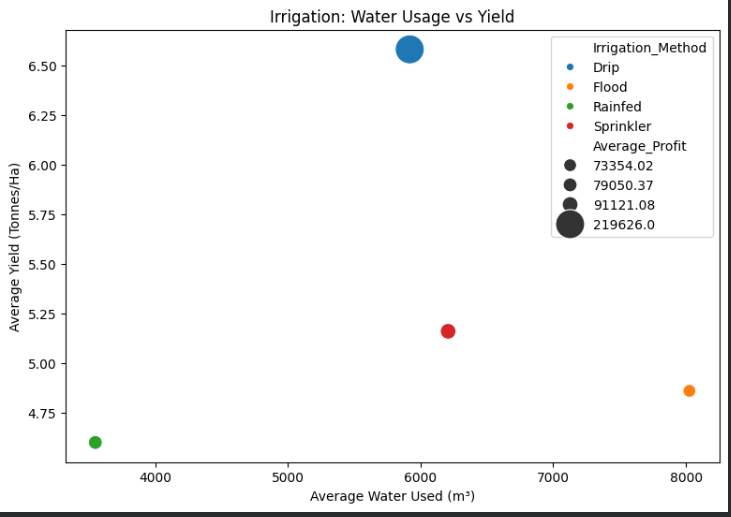 Irrigation: Water Usage vs Yield
Irrigation_Method
Drip
Flood
Rainfed
Sprinkler
Average_Profit
73354.02
79050.37
91121.08
219626.0
Average Yield (Tonnes/Ha)
6.50
6.25
6.00
5.75
5.50
5.25
5.00
4.75
4000 5000 6000 7000 8000
Average Water Used (m³)